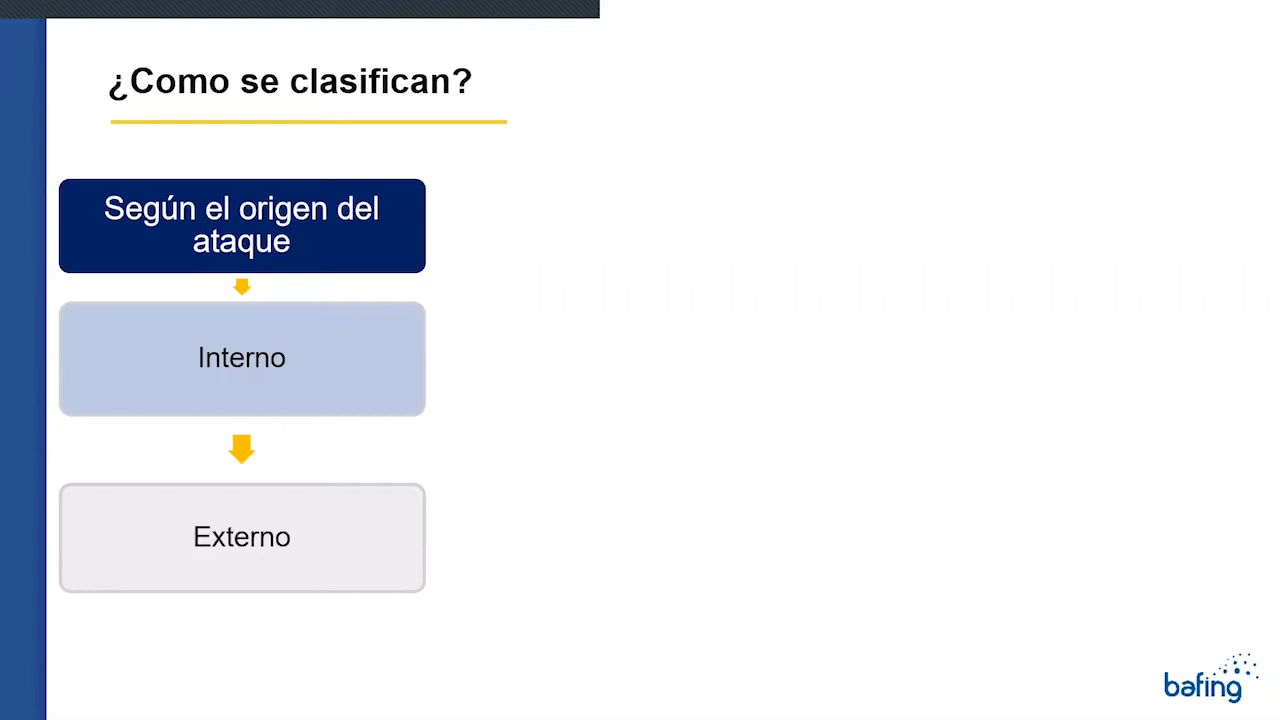 ¿Como se clasifican?
Según el origen del
ataque
Interno
Externo
bafing